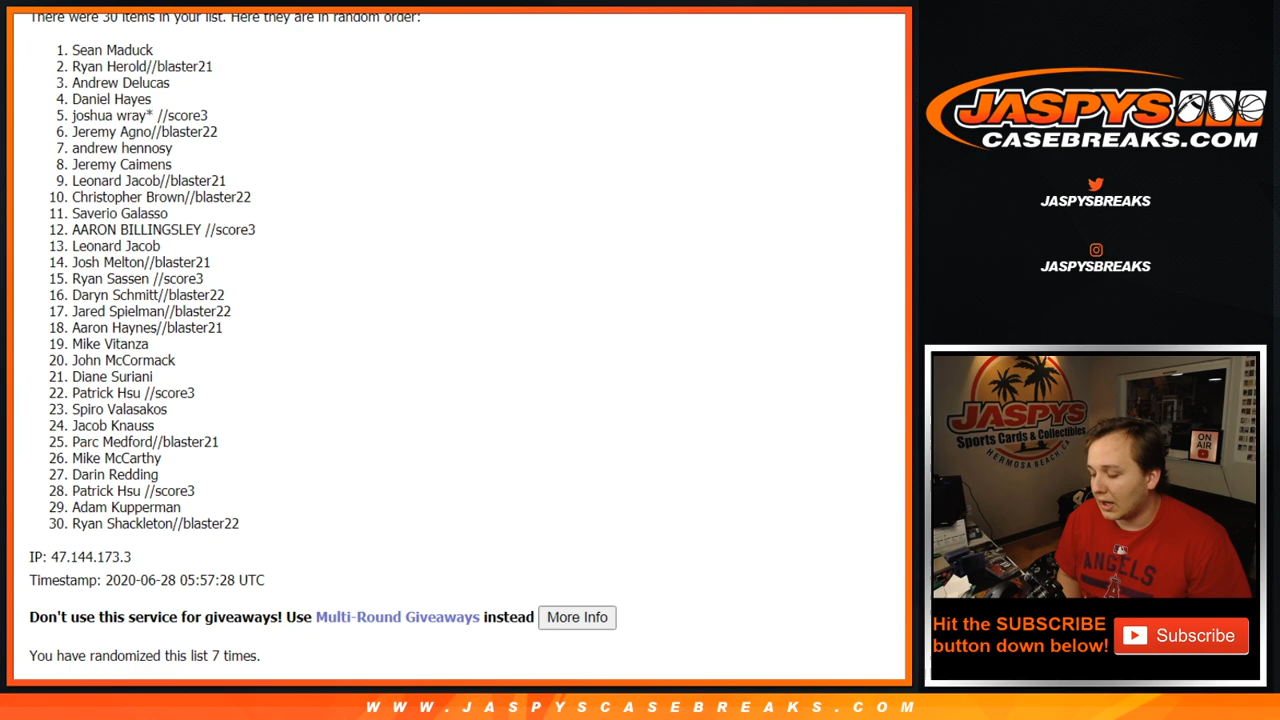 There were 30 items in your list. Here they are in random order:
1. Sean Maduck
2. Ryan Herold//blaster21
3. Andrew Delucas
4. Daniel Hayes
5. joshua wray* //score3
6. Jeremy Agno//blaster22
7. andrew hennosy
8. Jeremy Caimens
9. Leonard Jacob//blaster21
10. Christopher Brown//blaster22
11. Saverio Galasso
12. AARON BILLINGSLEY //score3
13. Leonard Jacob
14. Josh Melton//blaster21
15. Ryan Sassen //score3
16. Daryn Schmitt//blaster22
17. Jared Spielman//blaster22
18. Aaron Haynes//blaster21
19. Mike Vitanza
20. John McCormack
21. Diane Suriani
22. Patrick Hsu //score3
23. Spiro Valasakos
24. Jacob Knauss
25. Parc Medford//blaster21
26. Mike McCarthy
27. Darin Redding
28. Patrick Hsu //score3
29. Adam Kupperman
30. Ryan Shackleton//blaster22
IP: 47.144.173.3
Timestamp: 2020-06-28 05:57:28 UTC
Don't use this service for giveaways! Use Multi-Round Giveaways instead More Info
You have randomized this list 7 times.
JASPYS
CASEBREAKS.COM
JASPYSBREAKS
JASPYSBREAKS
JASPYS
Sports Cards & Collectibles
HERMOSA BEACH, CA
ON
AIR
ANGELS
Hit the SUBSCRIBE
button down below!
Subscribe
WWW.JASPYSCASEBREAKS.COM